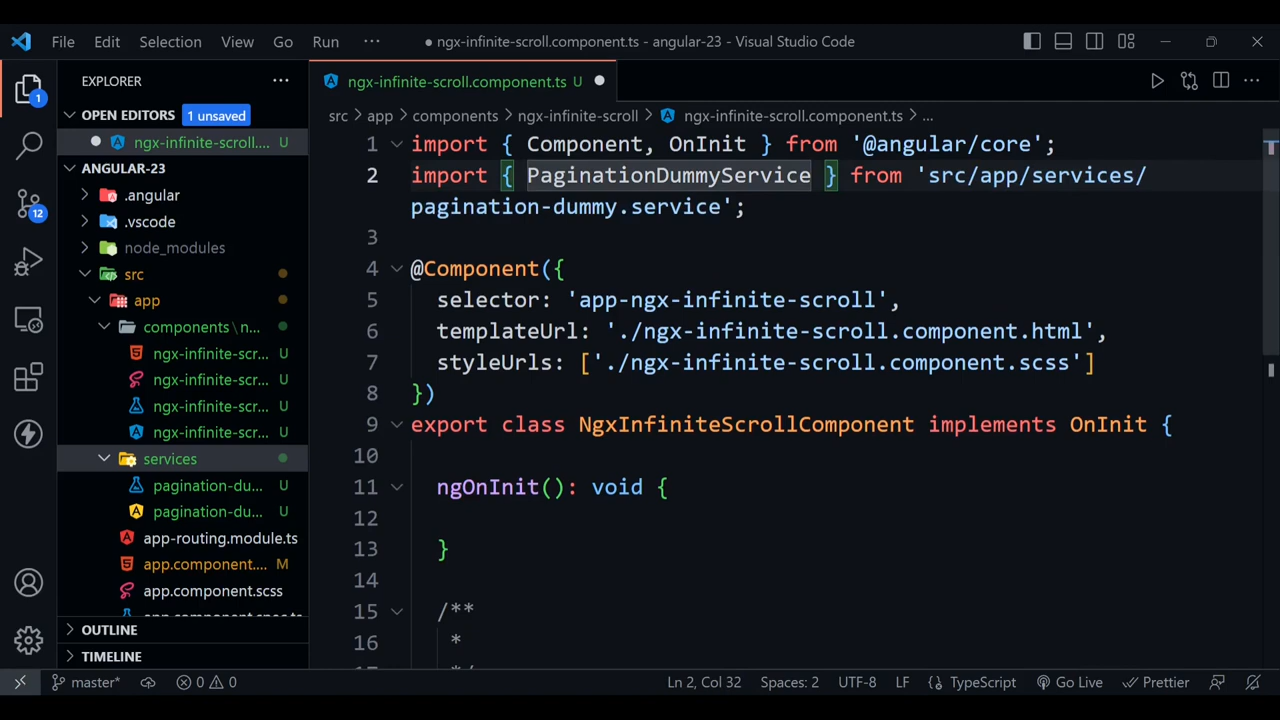 File Edit Selection View Go Run ··· ● ngx-infinite-scroll.component.ts - angular-23 - Visual Studio Code
EXPLORER ···
OPEN EDITORS 1 unsaved
ngx-infinite-scroll.... U
ANGULAR-23
.angular
.vscode
node_modules
src
app
components \ n...
ngx-infinite-scr... U
ngx-infinite-scr... U
ngx-infinite-scr... U
ngx-infinite-scr... U
services
pagination-du... U
pagination-du... U
app-routing.module.ts
app.component.... M
app.component.scss
app.component.spec.ts
OUTLINE
TIMELINE
1
12
ngx-infinite-scroll.component.ts U ●
src > app > components > ngx-infinite-scroll > ngx-infinite-scroll.component.ts > ...
1 import { Component, OnInit } from '@angular/core';
2 import { PaginationDummyService } from 'src/app/services/
pagination-dummy.service';
3
4 @Component({
5 selector: 'app-ngx-infinite-scroll',
6 templateUrl: './ngx-infinite-scroll.component.html',
7 styleUrls: ['./ngx-infinite-scroll.component.scss']
8 })
9 export class NgxInfiniteScrollComponent implements OnInit {
10
11 ngOnInit(): void {
12
13 }
14
15 /**
16 *
17 */
master* 0 0 Ln 2, Col 32 Spaces: 2 UTF-8 LF TypeScript Go Live Prettier